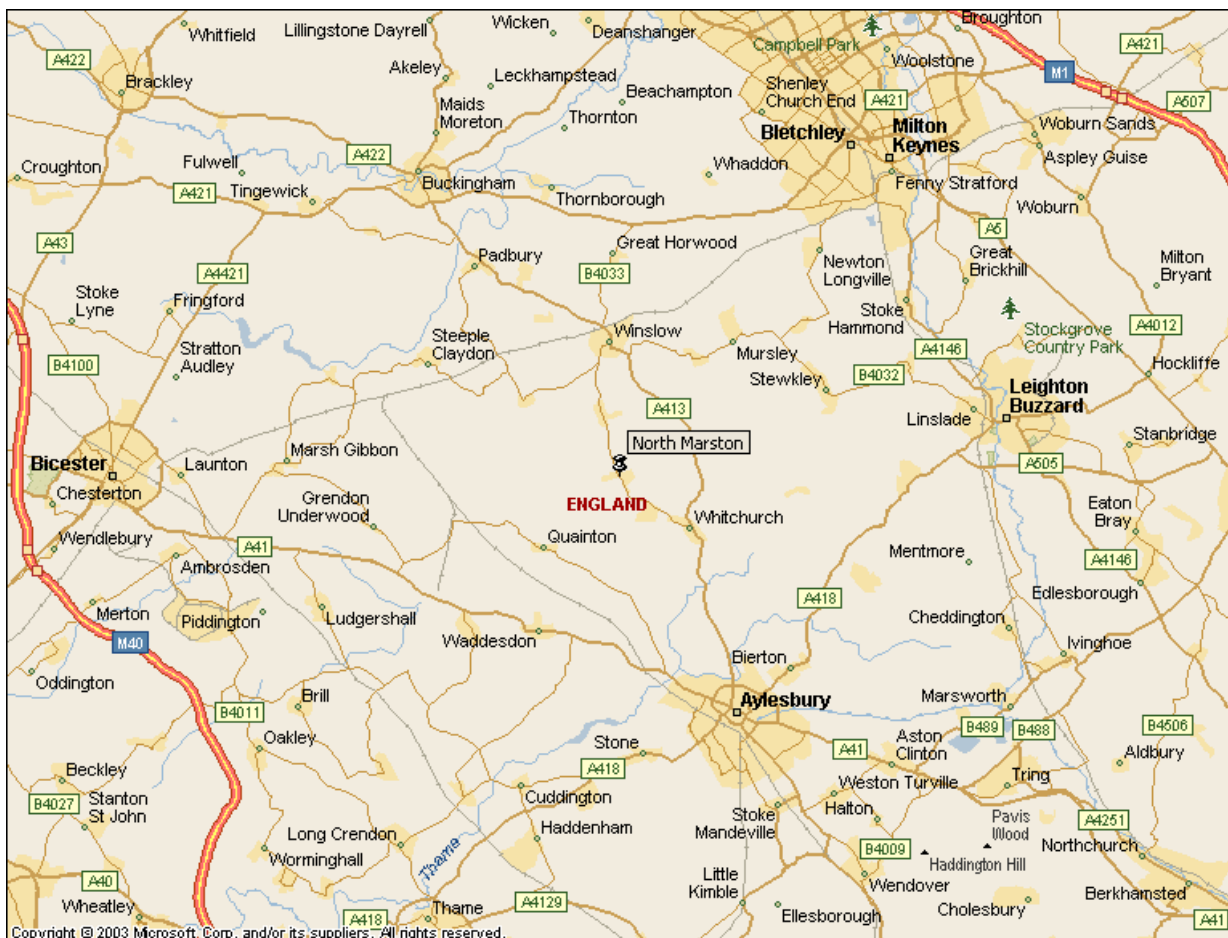 Whitfield
Lillingstone Dayrell
Wicken
Deanshanger
Broughton
A422
A421
Campbell Park
Woolstone
Akeley
Leckhampstead
M1
Brackley
Shenley
Church End
A421
A507
Beachampton
Maids
Moreton
Thornton
Woburn Sands
Bletchley
Milton
Keynes
Croughton
Fulwell
A422
Whaddon
Aspley Guise
Tingewick
Buckingham
Fenny Stratford
A421
Thornborough
Woburn
A43
A5
Padbury
Great Horwood
Newton
Longville
Great
Brickhill
Milton
Bryant
A4421
B4033
Stoke
Lyne
Fringford
Stoke
Hammond
Stockgrove
Country Park
A4012
Steeple
Claydon
Winslow
Mursley
A4146
Hockliffe
B4100
Stratton
Audley
Stewkley
B4032
Leighton
Buzzard
A413
Linslade
North Marston
Stanbridge
Marsh Gibbon
Bicester
Launton
A505
Chesterton
Grendon
Underwood
ENGLAND
Whitchurch
Eaton
Bray
Wendlebury
A41
Quainton
Mentmore
Ambrosden
A4146
Edlesborough
Merton
Piddington
Ludgershall
A418
Cheddington
M40
Waddesdon
Ivinghoe
Oddington
Bierton
Brill
Aylesbury
Marsworth
B4011
B489
B488
B4506
Oakley
Stone
A41
Aston
Clinton
Aldbury
Beckley
A418
Weston Turville
Tring
B4027
Stanton
St John
Cuddington
Stoke
Mandeville
Halton
Pavis
Wood
A4251
Long Crendon
Haddenham
B4009
Haddington Hill
Northchurch
Worminghall
Thame
Little
Kimble
Wendover
A40
Berkhamsted
Wheatley
A418
Thame
A4129
Ellesborough
Cholesbury
A41
Copyright © 2003 Microsoft Corp. and/or its suppliers. All rights reserved.